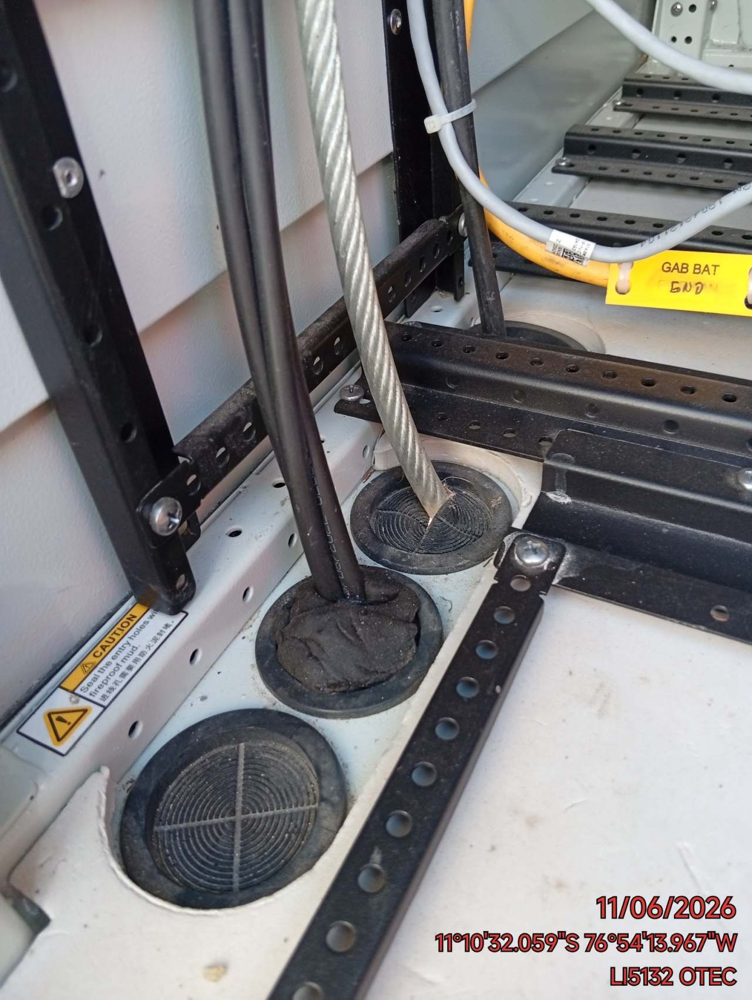 GAB BAT
GND
CAUTION
Seal the entry holes wi
fireproof mud.
进线孔需要用防火泥封堵。
11/06/2026
11°10'32.059"S 76°54'13.967"W
LI5132 OTEC